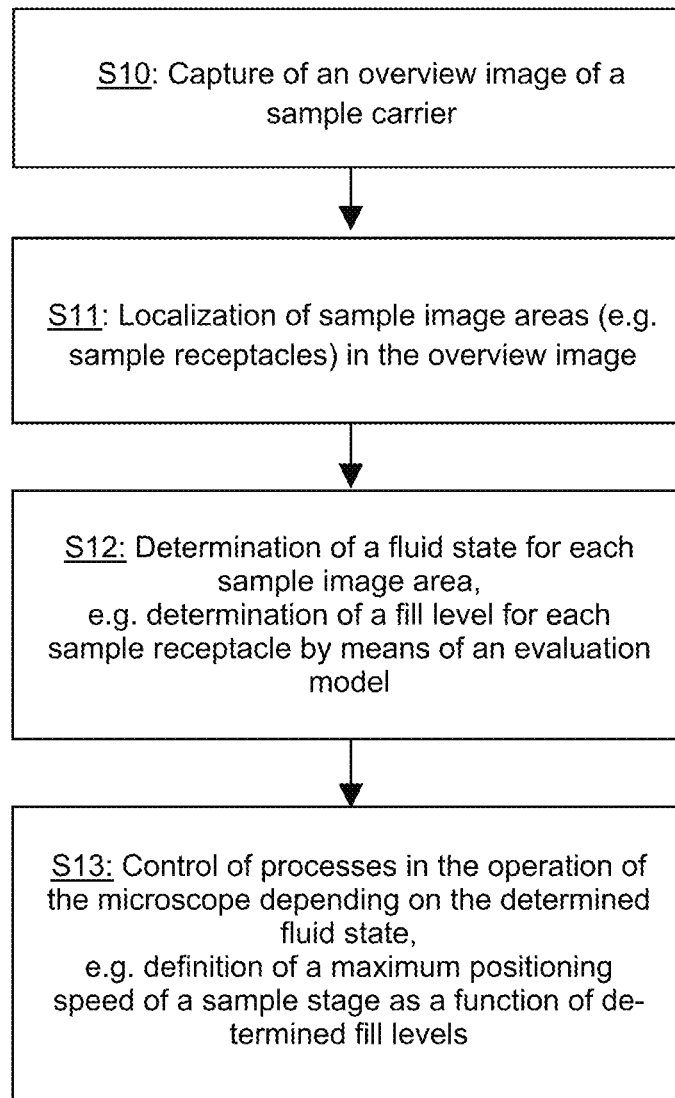 S10: Capture of an overview image of a
sample carrier
S11: Localization of sample image areas (e.g.
sample receptacles) in the overview image
S12: Determination of a fluid state for each
sample image area,
e.g. determination of a fill level for each
sample receptacle by means of an evaluation
model
S13: Control of processes in the operation of
the microscope depending on the determined
fluid state,
e.g. definition of a maximum positioning
speed of a sample stage as a function of de-
termined fill levels